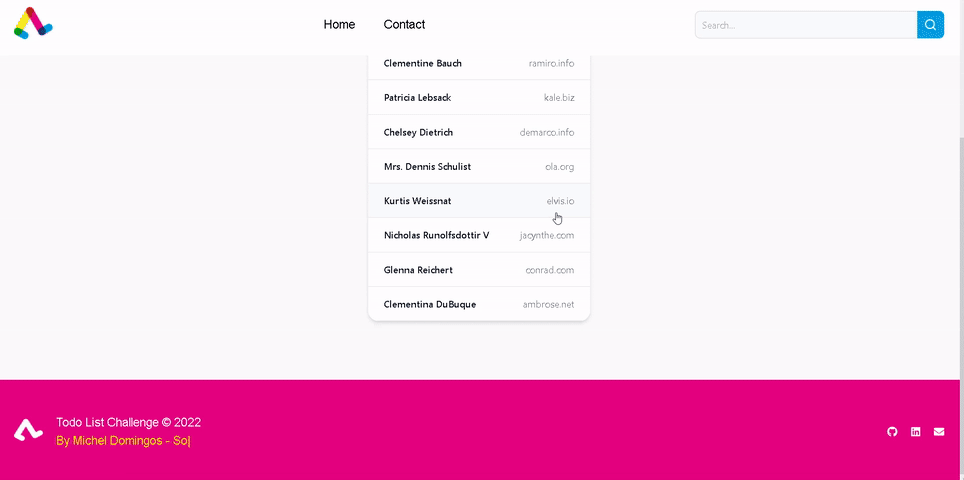 Home Contact Search...
Clementine Bauch ramiro.info
Patricia Lebsack kale.biz
Chelsey Dietrich demarco.info
Mrs. Dennis Schulist ola.org
Kurtis Weissnat elvis.io
Nicholas Runolfsdottir V jacynthe.com
Glenna Reichert conrad.com
Clementina DuBuque ambrose.net
Todo List Challenge © 2022
By Michel Domingos - So|